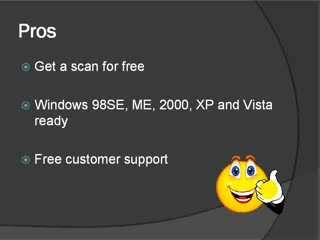 Pros
Get a scan for free
Windows 98SE, ME, 2000, XP and Vista
ready
Free customer support